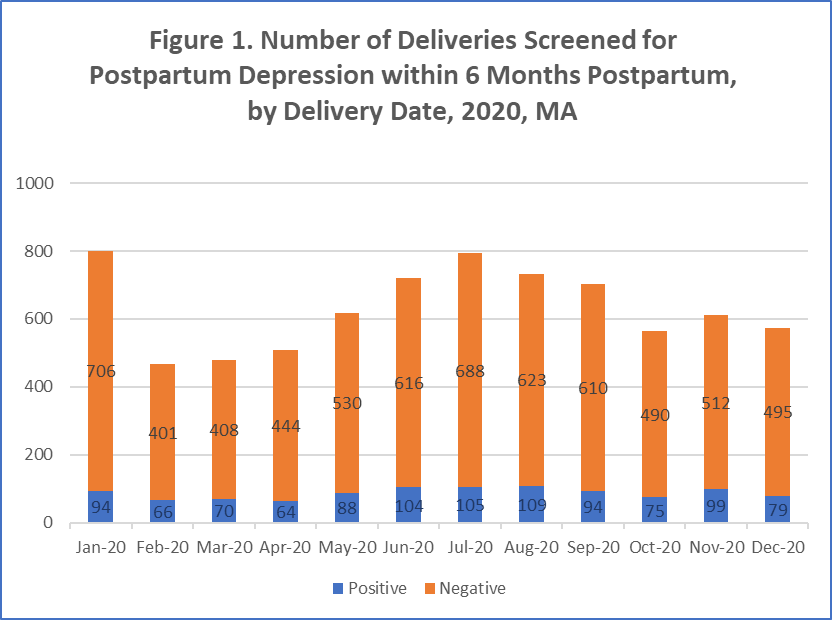 Figure 1. Number of Deliveries Screened for
Postpartum Depression within 6 Months Postpartum,
by Delivery Date, 2020, MA
1000
800
600
400
200
0
706 401 408 444 530 616 688 623 610 490 512 495
94 66 70 64 88 104 105 109 94 75 99 79
Jan-20 Feb-20 Mar-20 Apr-20 May-20 Jun-20 Jul-20 Aug-20 Sep-20 Oct-20 Nov-20 Dec-20
Positive Negative